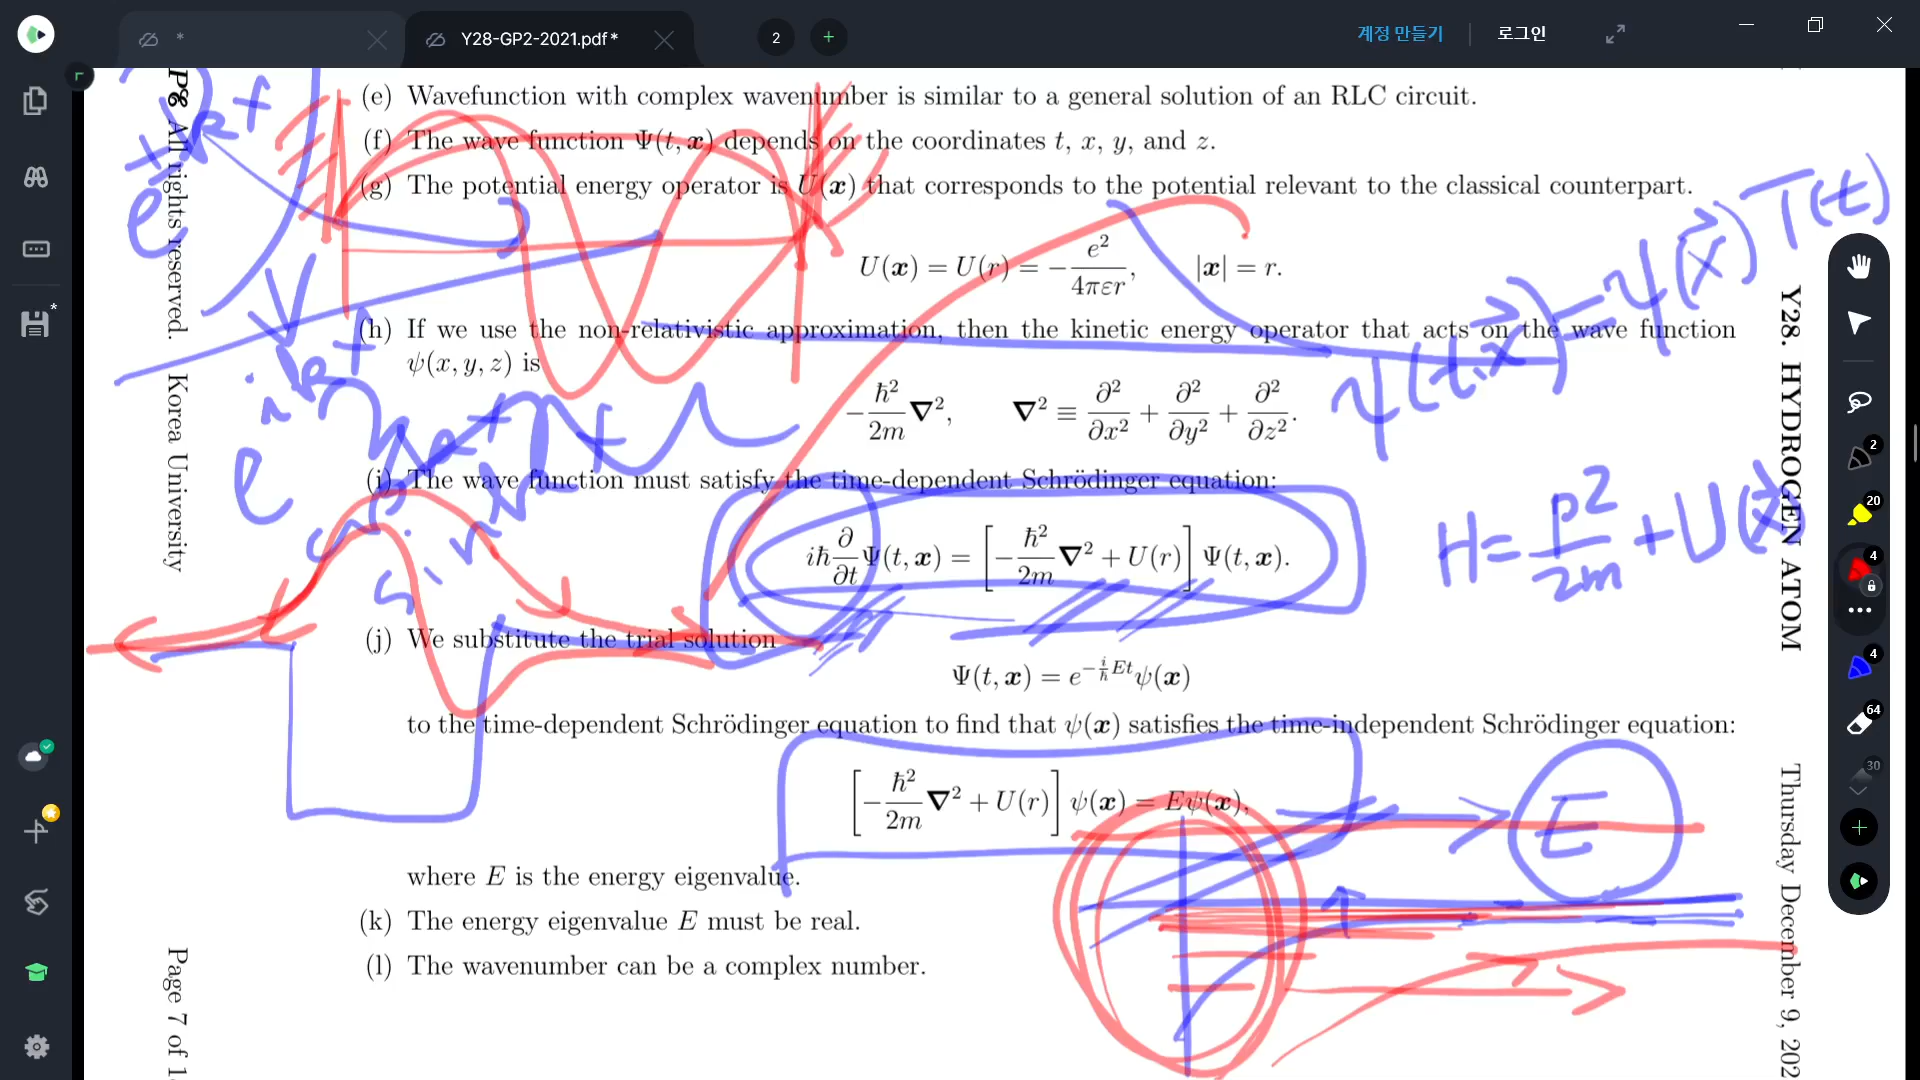 *
Y28-GP2-2021.pdf*
2
계정 만들기
로그인
(e) Wavefunction with complex wavenumber is similar to a general solution of an RLC circuit.
(f) The wave function Ψ(t, x) depends on the coordinates t, x, y, and z.
(g) The potential energy operator is U(x) that corresponds to the potential relevant to the classical counterpart.
U(x) = U(r) = −e²/4πεr, |x| = r.
(h) If we use the non-relativistic approximation, then the kinetic energy operator that acts on the wave function
ψ(x, y, z) is
−ℏ²/2m ∇², ∇² ≡ ∂²/∂x² + ∂²/∂y² + ∂²/∂z².
(i) The wave function must satisfy the time-dependent Schrödinger equation:
iℏ ∂/∂t Ψ(t, x) = [−ℏ²/2m ∇² + U(r)] Ψ(t, x).
(j) We substitute the trial solution
Ψ(t, x) = e^{−(i/ℏ)Et} ψ(x)
to the time-dependent Schrödinger equation to find that ψ(x) satisfies the time-independent Schrödinger equation:
[−ℏ²/2m ∇² + U(r)] ψ(x) = Eψ(x),
where E is the energy eigenvalue.
(k) The energy eigenvalue E must be real.
(l) The wavenumber can be a complex number.
All rights reserved. Korea University
Page 7 of 1
Y28. HYDROGEN ATOM
Thursday December 9, 202
ψ(t,x⃗) = ψ(x⃗) T(t)
H = p²/2m + U(x⃗)
E
2
20
4
4
64
30